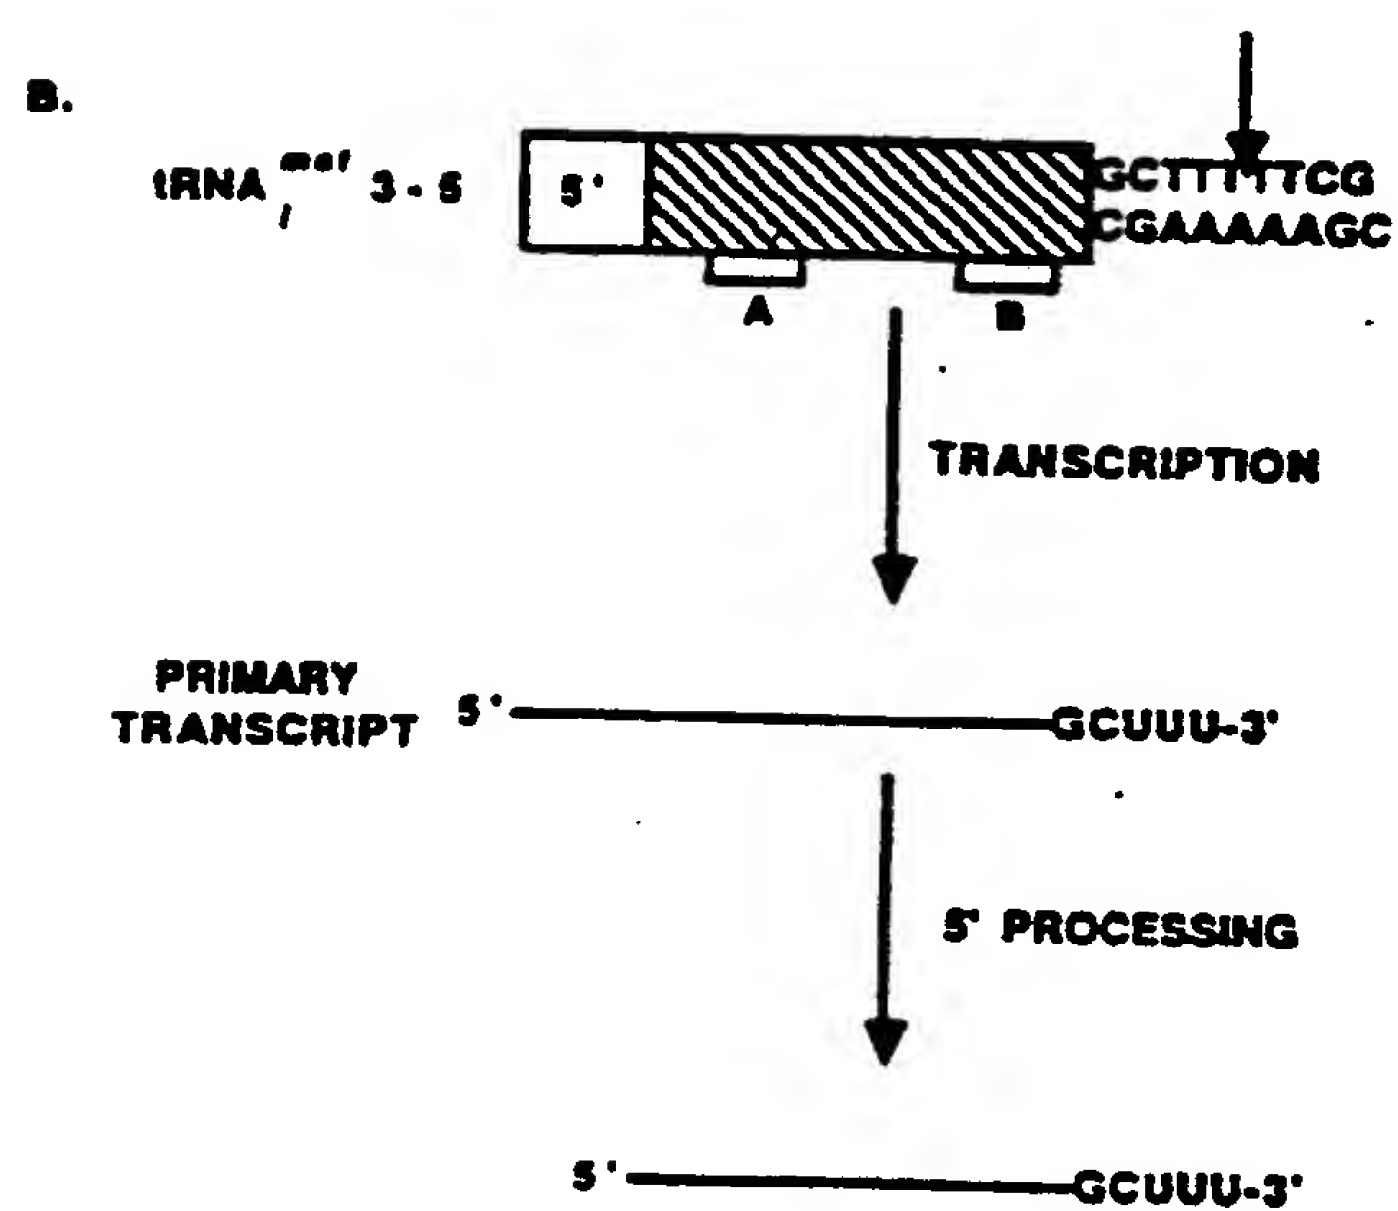 B.
tRNA i met 3 - 5
5'
GCTTTTTCG
CGAAAAAGC
A
B
TRANSCRIPTION
PRIMARY
TRANSCRIPT
5'
GCUUU-3'
5' PROCESSING
5'
GCUUU-3'